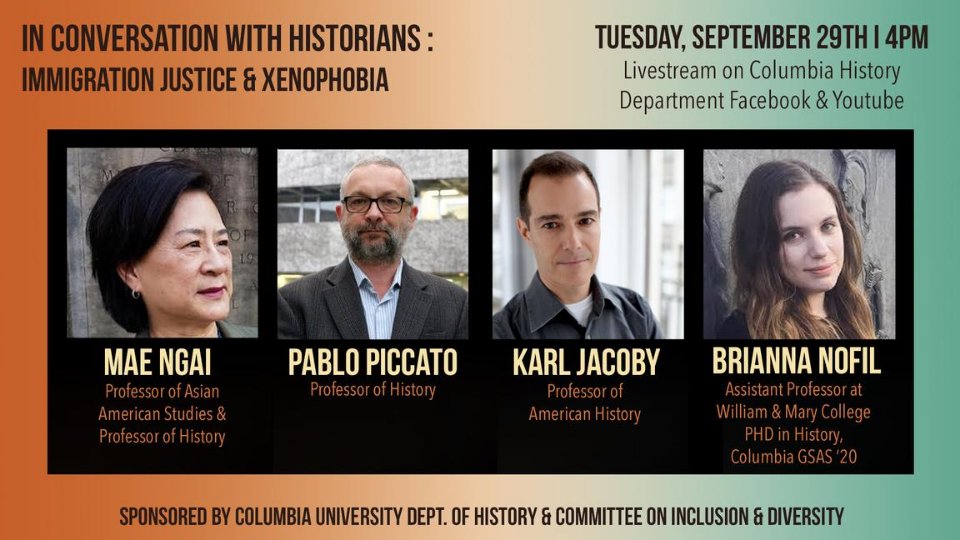 IN CONVERSATION WITH HISTORIANS :
IMMIGRATION JUSTICE & XENOPHOBIA
TUESDAY, SEPTEMBER 29TH I 4PM
Livestream on Columbia History
Department Facebook & Youtube
MAE NGAI
Professor of Asian
American Studies &
Professor of History
PABLO PICCATO
Professor of History
KARL JACOBY
Professor of
American History
BRIANNA NOFIL
Assistant Professor at
William & Mary College
PHD in History,
Columbia GSAS '20
SPONSORED BY COLUMBIA UNIVERSITY DEPT. OF HISTORY & COMMITTEE ON INCLUSION & DIVERSITY